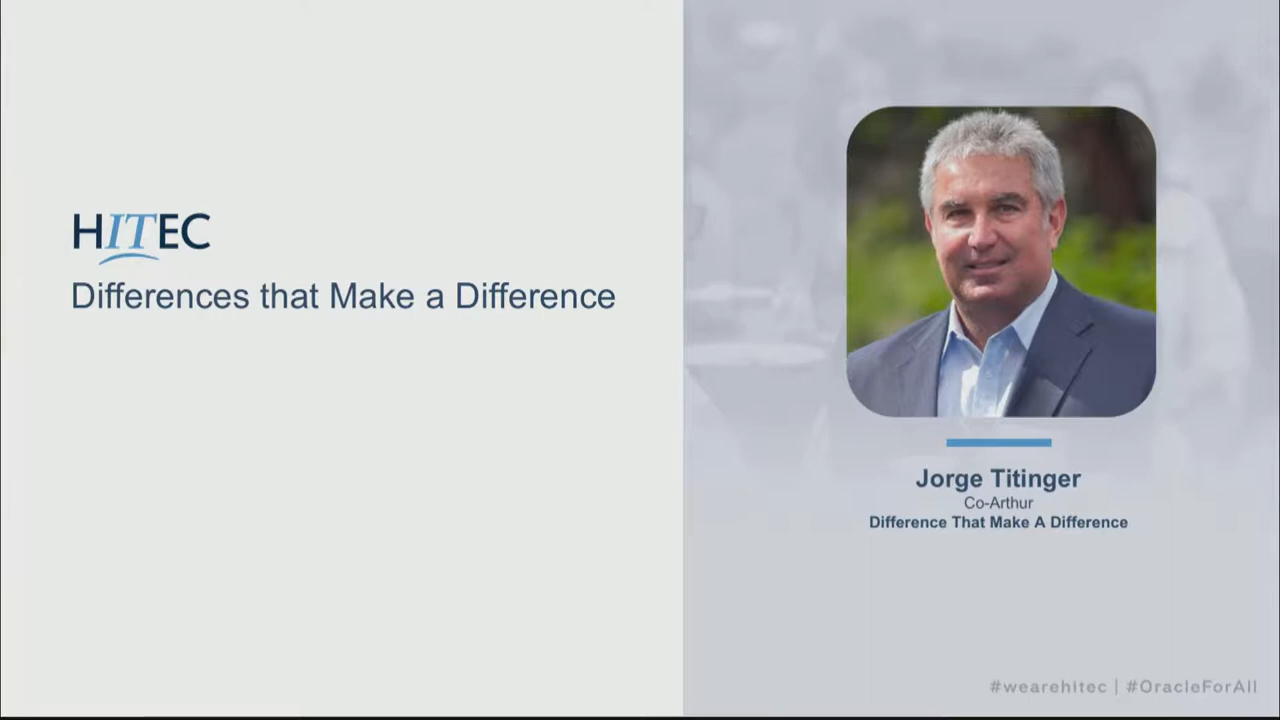 HITEC
Differences that Make a Difference
Jorge Titinger
Co-Arthur
Difference That Make A Difference
#wearehitec | #OracleForAll